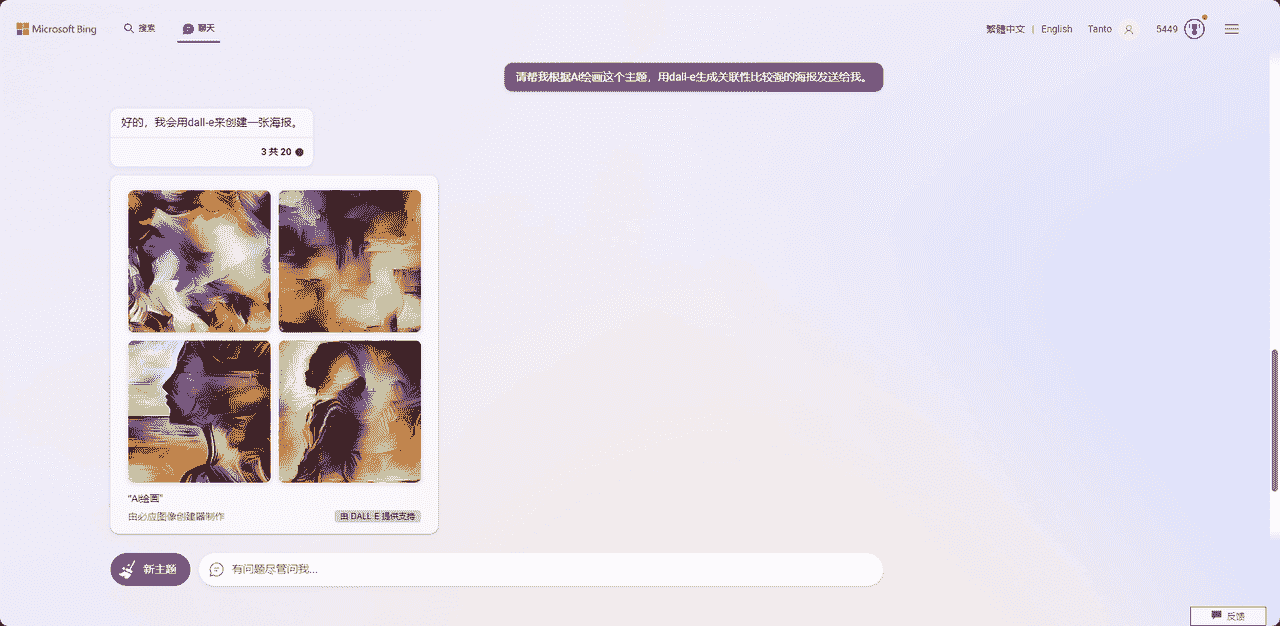 Microsoft Bing
搜索
聊天
繁體中文 | English
Tanto
5449
请帮我根据AI绘画这个主题，用dall-e生成关联性比较强的海报发送给我。
好的，我会用dall-e来创建一张海报。
3 共 20
"AI绘画"
由必应图像创建器制作
由 DALL·E 提供支持
新主题
有问题尽管问我...
反馈